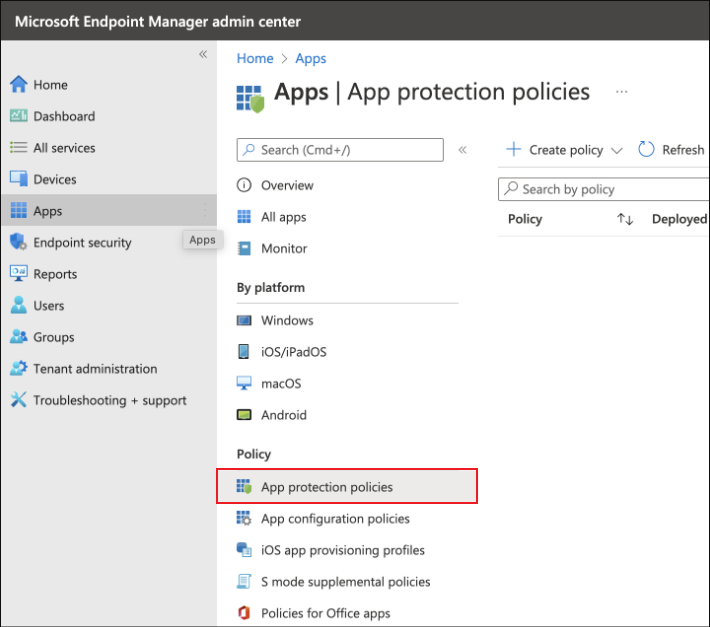 Microsoft Endpoint Manager admin center
«
Home
Dashboard
All services
Devices
Apps
Endpoint security
Apps
Reports
Users
Groups
Tenant administration
Troubleshooting + support
Home > Apps
Apps | App protection policies ...
Search (Cmd+/) «
Overview
All apps
Monitor
By platform
Windows
iOS/iPadOS
macOS
Android
Policy
App protection policies
App configuration policies
iOS app provisioning profiles
S mode supplemental policies
Policies for Office apps
Create policy Refresh
Search by policy
Policy ↑↓ Deployed